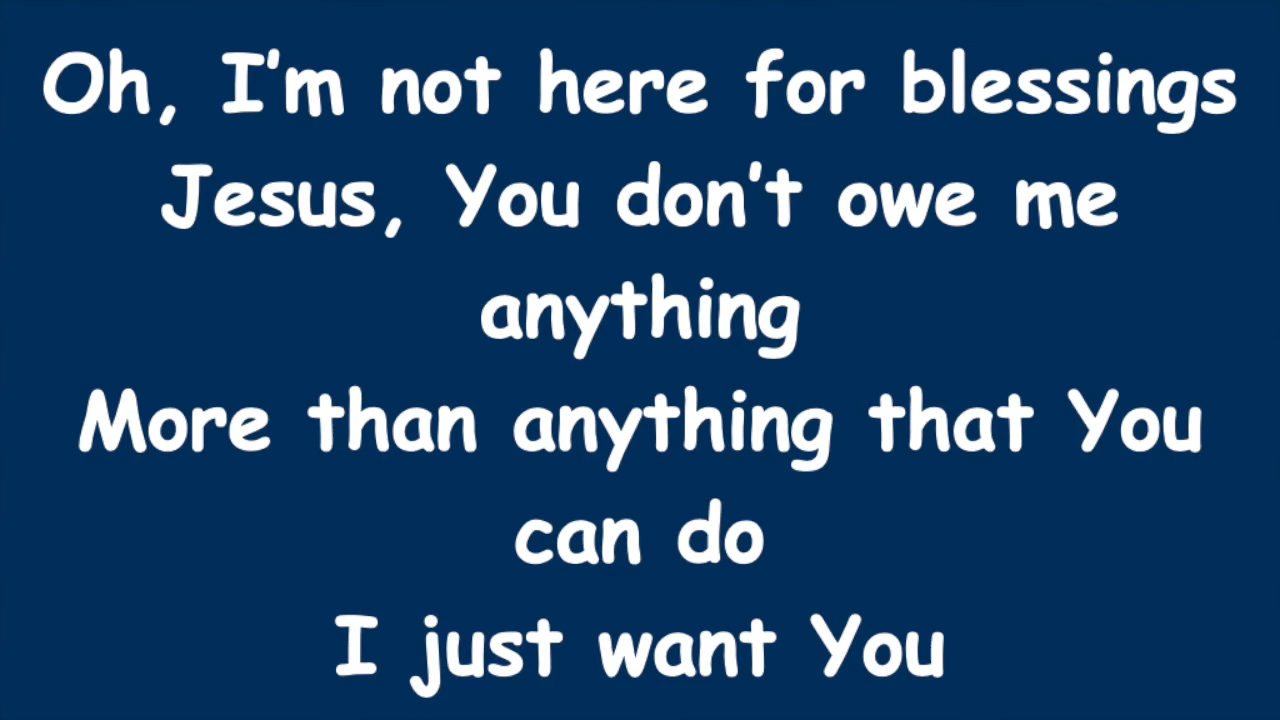 Oh, I’m not here for blessings
Jesus, You don’t owe me
anything
More than anything that You
can do
I just want You